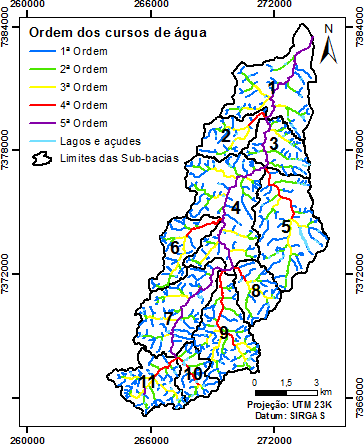 260000 266000 272000
7384000 7384000
Ordem dos cursos de água
N
1ª Ordem
2ª Ordem
3ª Ordem
4ª Ordem
5ª Ordem
Lagos e açudes
Limites das Sub-bacias
1
2
3
7378000 7378000
4
5
6
7372000 7372000
8
7
9
10
11
0 1,5 3
km
Projeção: UTM 23K
Datum: SIRGAS
7366000 7366000
260000 266000 272000